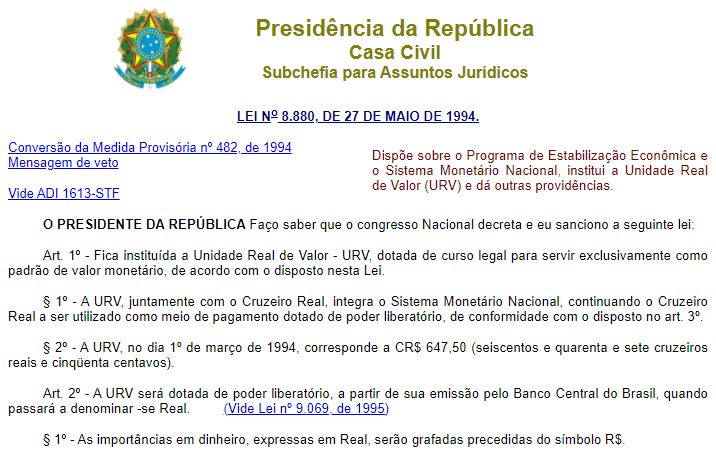 Presidência da República
Casa Civil
Subchefia para Assuntos Jurídicos
LEI Nº 8.880, DE 27 DE MAIO DE 1994.
Conversão da Medida Provisória nº 482, de 1994
Mensagem de veto
Vide ADI 1613-STF
Dispõe sobre o Programa de Estabilização Econômica e
o Sistema Monetário Nacional, institui a Unidade Real
de Valor (URV) e dá outras providências.
O PRESIDENTE DA REPÚBLICA Faço saber que o congresso Nacional decreta e eu sanciono a seguinte lei:
Art. 1º - Fica instituída a Unidade Real de Valor - URV, dotada de curso legal para servir exclusivamente como
padrão de valor monetário, de acordo com o disposto nesta Lei.
§ 1º - A URV, juntamente com o Cruzeiro Real, integra o Sistema Monetário Nacional, continuando o Cruzeiro
Real a ser utilizado como meio de pagamento dotado de poder liberatório, de conformidade com o disposto no art. 3º.
§ 2º - A URV, no dia 1º de março de 1994, corresponde a CR$ 647,50 (seiscentos e quarenta e sete cruzeiros
reais e cinqüenta centavos).
Art. 2º - A URV será dotada de poder liberatório, a partir de sua emissão pelo Banco Central do Brasil, quando
passará a denominar -se Real. (Vide Lei nº 9.069, de 1995)
§ 1º - As importâncias em dinheiro, expressas em Real, serão grafadas precedidas do símbolo R$.